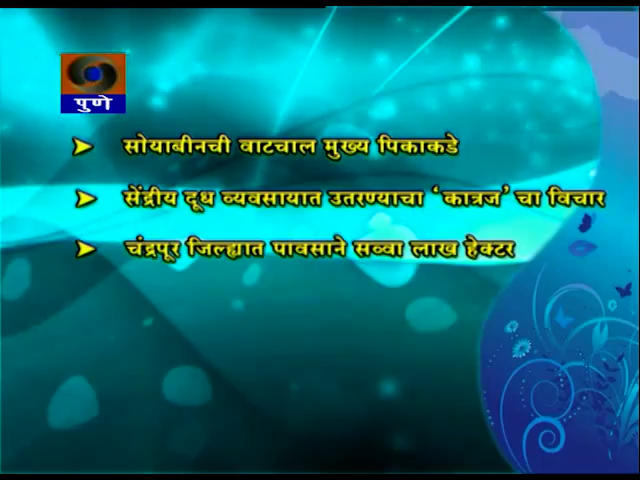 पुणे
सोयाबीनची वाटचाल मुख्य पिकाकडे
सेंद्रीय दूध व्यवसायात उतरण्याचा ‘कात्रज’ चा विचार
चंद्रपूर जिल्ह्यात पावसाने सव्वा लाख हेक्टर